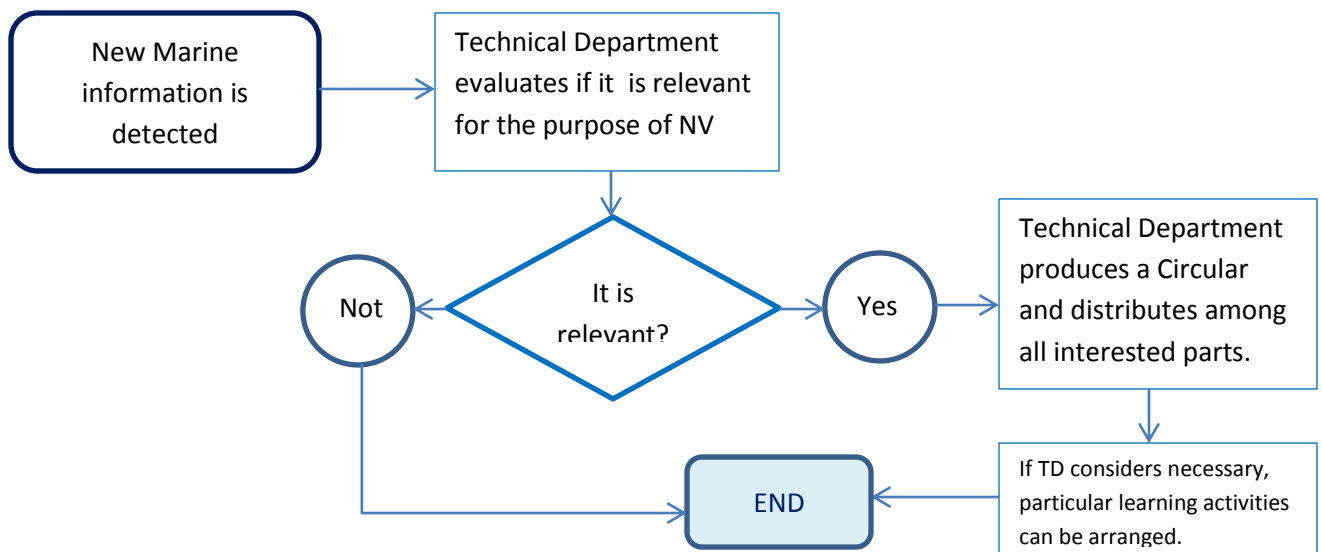 New Marine
information is
detected
Technical Department
evaluates if it is relevant
for the purpose of NV
It is
relevant?
Not
Yes
Technical Department
produces a Circular
and distributes among
all interested parts.
If TD considers necessary,
particular learning activities
can be arranged.
END